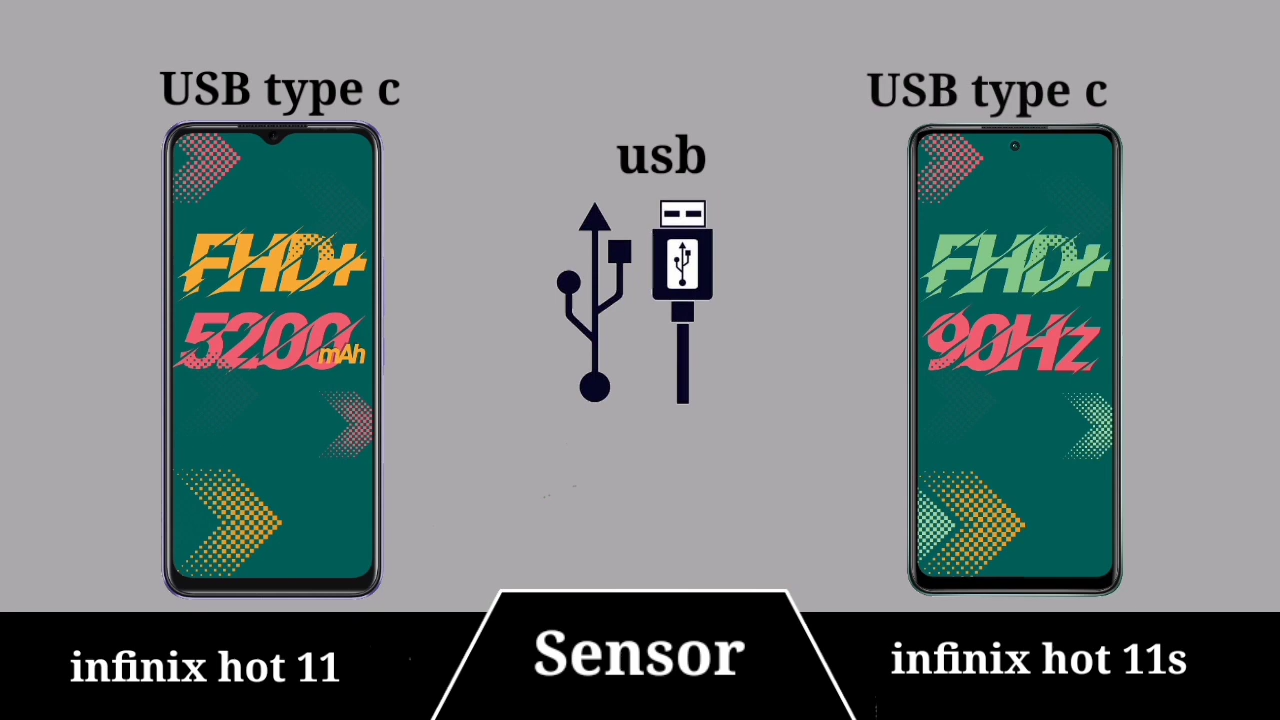 USB type c
USB type c
usb
FHD+
5200mAh
FHD+
90Hz
infinix hot 11
Sensor
infinix hot 11s